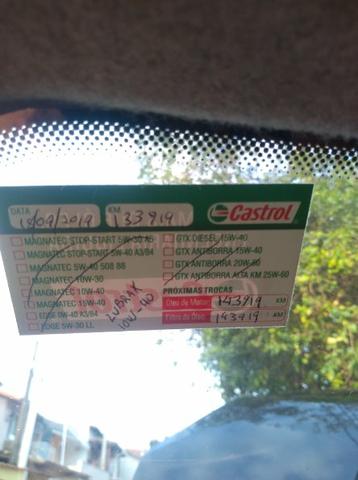 DATA KM
10/09/2019 133919 Castrol
MAGNATEC STOP-START 5W-30 A5
MAGNATEC STOP-START 5W-40 A3/B4
MAGNATEC 5W-40 508 88
MAGNATEC 10W-30
MAGNATEC 10W-40
MAGNATEC 15W-40
EDGE 0W-40 A3/B4
EDGE 5W-30 LL
LUBRAX
10W-40
GTX DIESEL 15W-40
GTX ANTIBORRA 15W-40
GTX ANTIBORRA 20W-50
GTX ANTIBORRA ALTA KM 25W-60
PRÓXIMAS TROCAS
Óleo de Motor: 143919 KM
Filtro de Óleo: 143919 KM